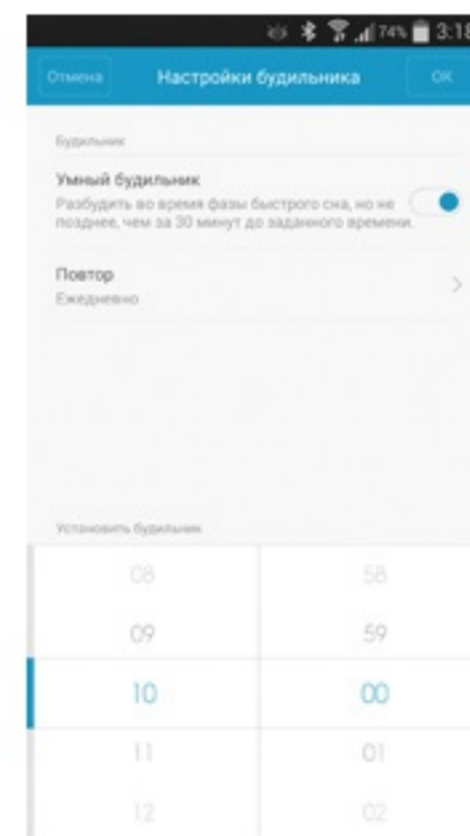 74% 3:18
Отмена Настройки будильника ОК
Будильник
Умный будильник
Разбудить во время фазы быстрого сна, но не
позднее, чем за 30 минут до заданного времени.
Повтор
Ежедневно
Установить будильник
08 58
09 59
10 00
11 01
12 02